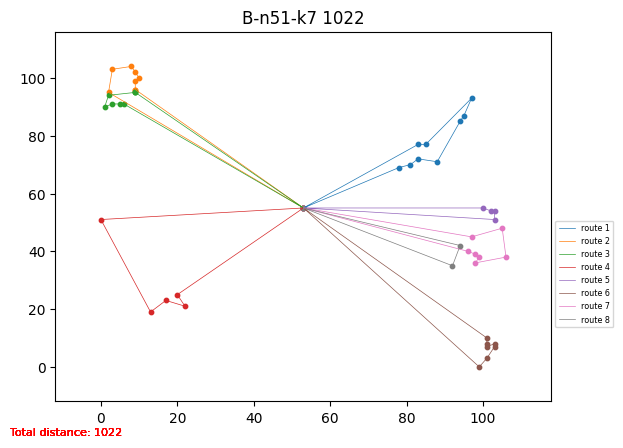 B-n51-k7 1022
100
80
60
40
20
0
0 20 40 60 80 100
route 1
route 2
route 3
route 4
route 5
route 6
route 7
route 8
Total distance: 1022